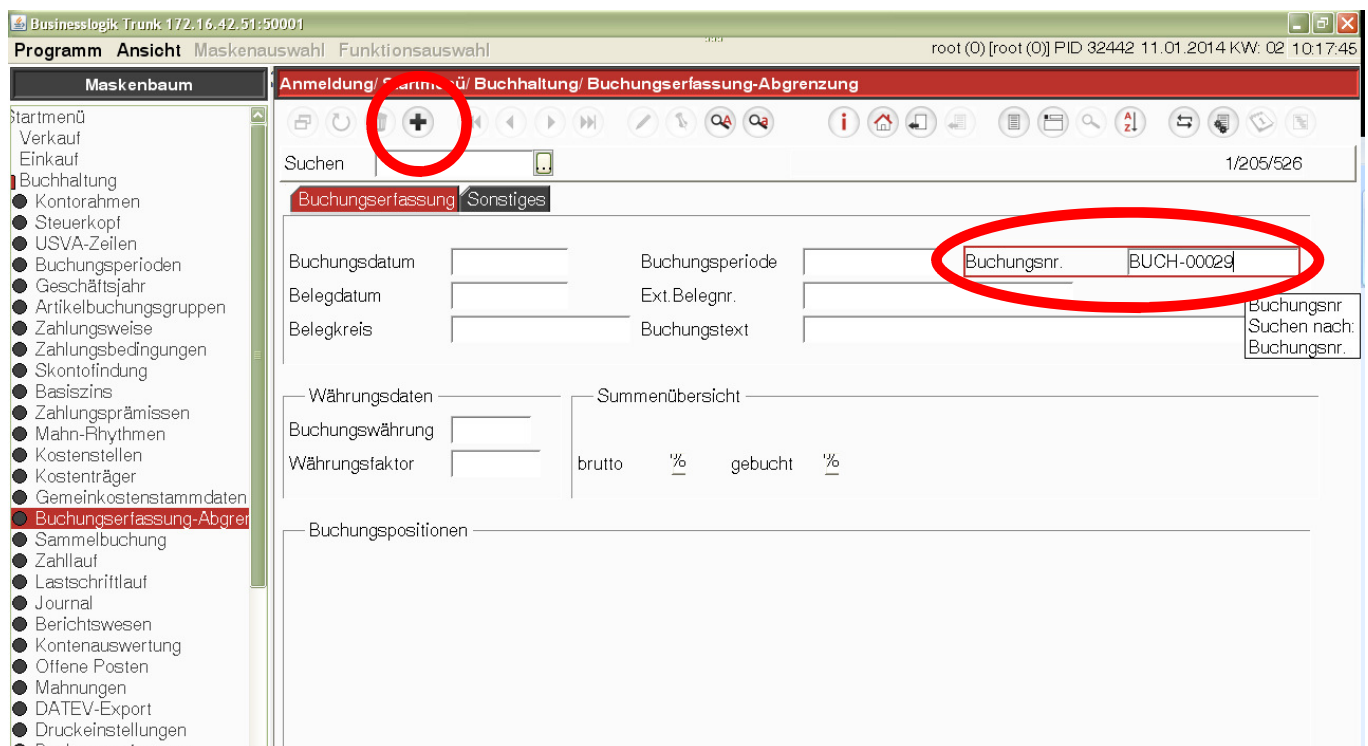 Businesslogik Trunk 172.16.42.51:50001
Programm Ansicht Maskenauswahl Funktionsauswahl root (0) [root (0)] PID 32442 11.01.2014 KW: 02 10:17:45
Maskenbaum
Anmeldung/ Startmenü/ Buchhaltung/ Buchungserfassung-Abgrenzung
Startmenü
Verkauf
Einkauf
Buchhaltung
Kontorahmen
Steuerkopf
USVA-Zeilen
Buchungsperioden
Geschäftsjahr
Artikelbuchungsgruppen
Zahlungsweise
Zahlungsbedingungen
Skontofindung
Basiszins
Zahlungsprämissen
Mahn-Rhythmen
Kostenstellen
Kostenträger
Gemeinkostenstammdaten
Buchungserfassung-Abgrer
Sammelbuchung
Zahllauf
Lastschriftlauf
Journal
Berichtswesen
Kontenauswertung
Offene Posten
Mahnungen
DATEV-Export
Druckeinstellungen
Suchen .. 1/205/526
Buchungserfassung Sonstiges
Buchungsdatum Buchungsperiode Buchungsnr. BUCH-00029
Belegdatum Ext.Belegnr.
Belegkreis Buchungstext
Buchungsnr
Suchen nach:
Buchungsnr.
Währungsdaten Summenübersicht
Buchungswährung
Währungsfaktor brutto % gebucht %
Buchungspositionen